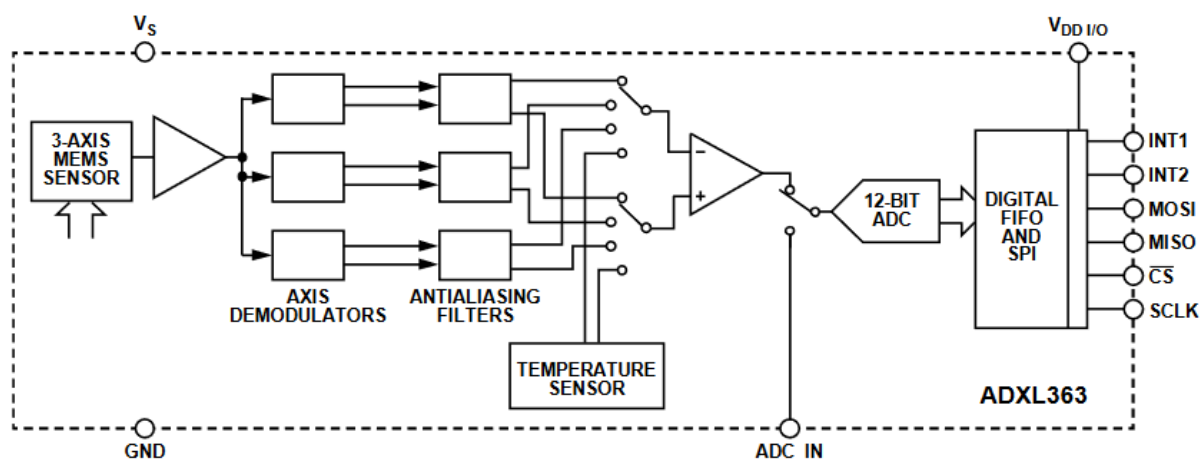 VS
VDD I/O
3-AXIS
MEMS
SENSOR
−
+
12-BIT
ADC
DIGITAL
FIFO
AND
SPI
INT1
INT2
MOSI
MISO
C̅S̅
SCLK
AXIS
DEMODULATORS
ANTIALIASING
FILTERS
TEMPERATURE
SENSOR
ADXL363
GND
ADC IN